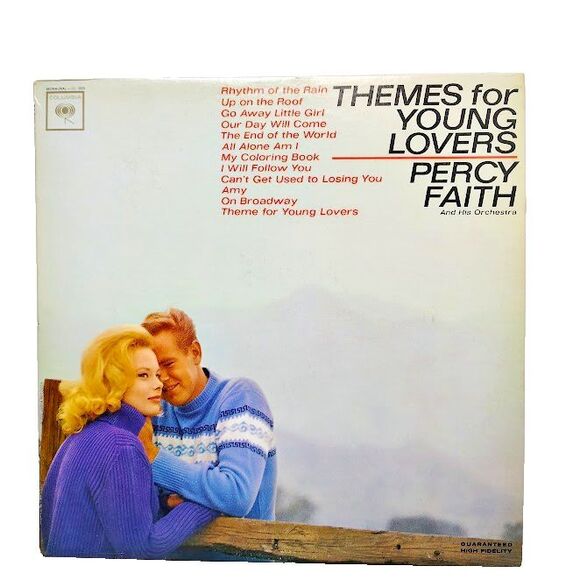 COLUMBIA
Rhythm of the Rain
Up on the Roof
Go Away Little Girl
Our Day Will Come
The End of the World
All Alone Am I
My Coloring Book
I Will Follow You
Can't Get Used to Losing You
Amy
On Broadway
Theme for Young Lovers
THEMES for
YOUNG
LOVERS
PERCY
FAITH
And His Orchestra
GUARANTEED
HIGH FIDELITY